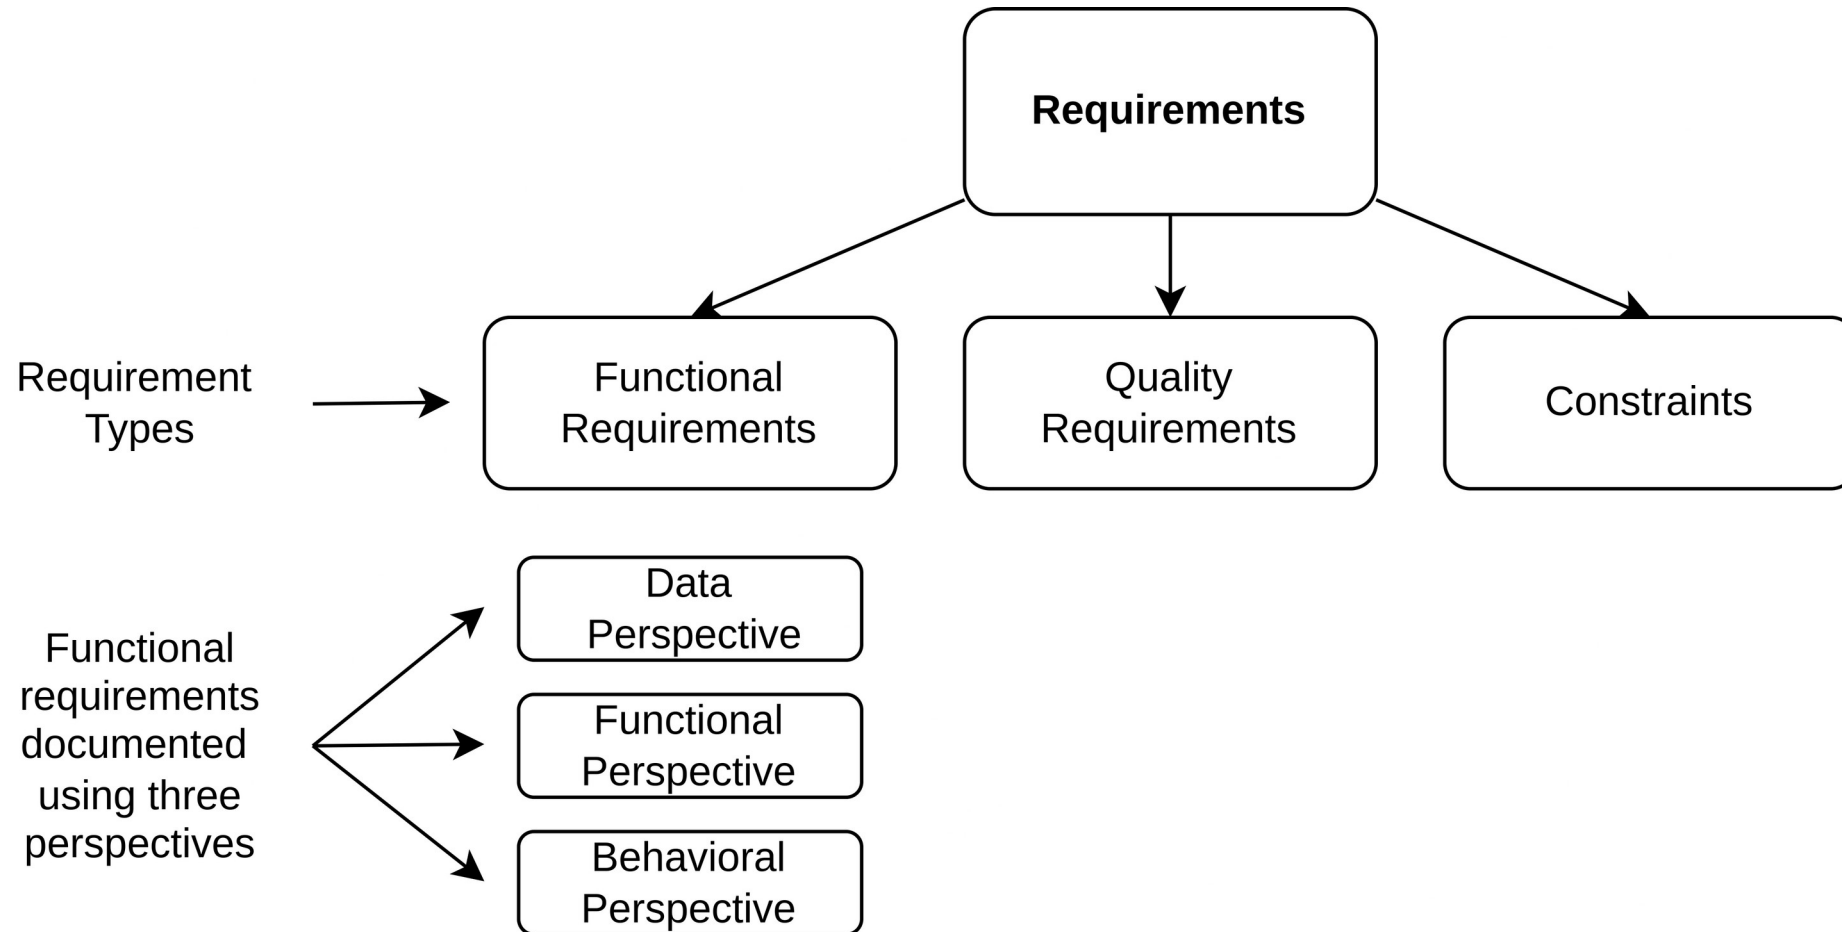 Requirements
Requirement
Types
Functional
Requirements
Quality
Requirements
Constraints
Functional
requirements
documented
using three
perspectives
Data
Perspective
Functional
Perspective
Behavioral
Perspective